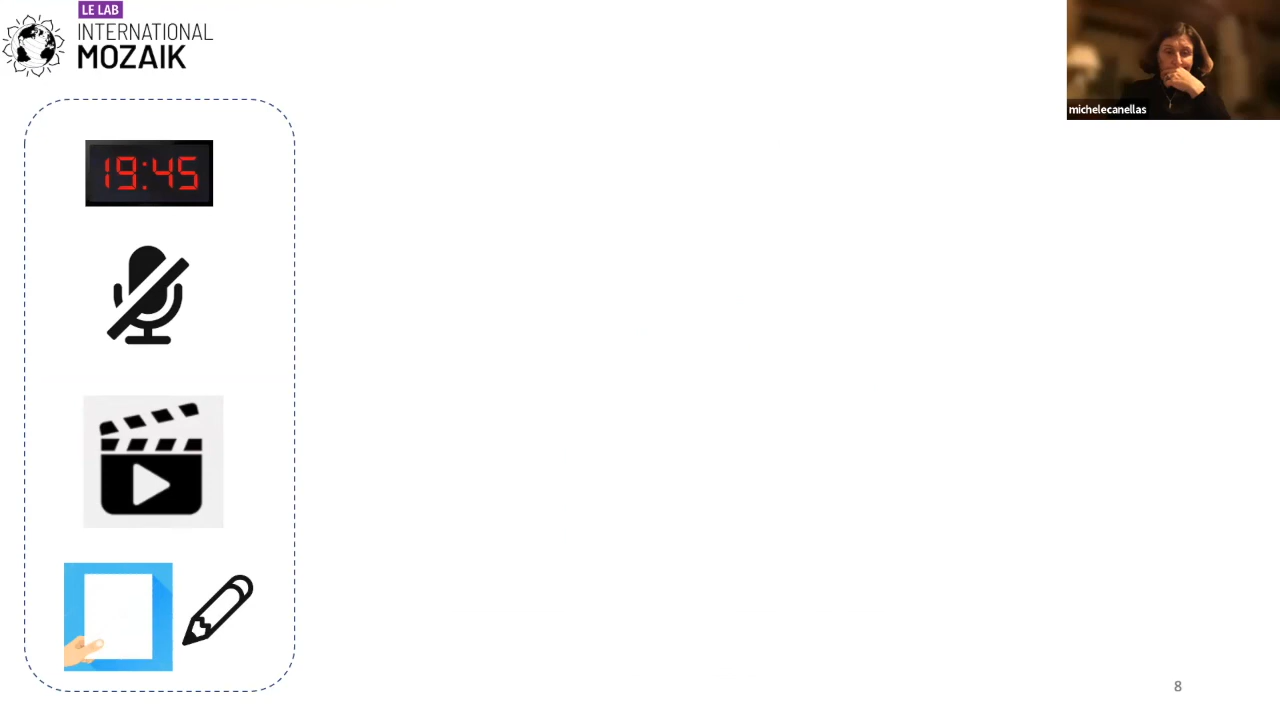 LE LAB
INTERNATIONAL
MOZAIK
michelecanellas
19:45
8